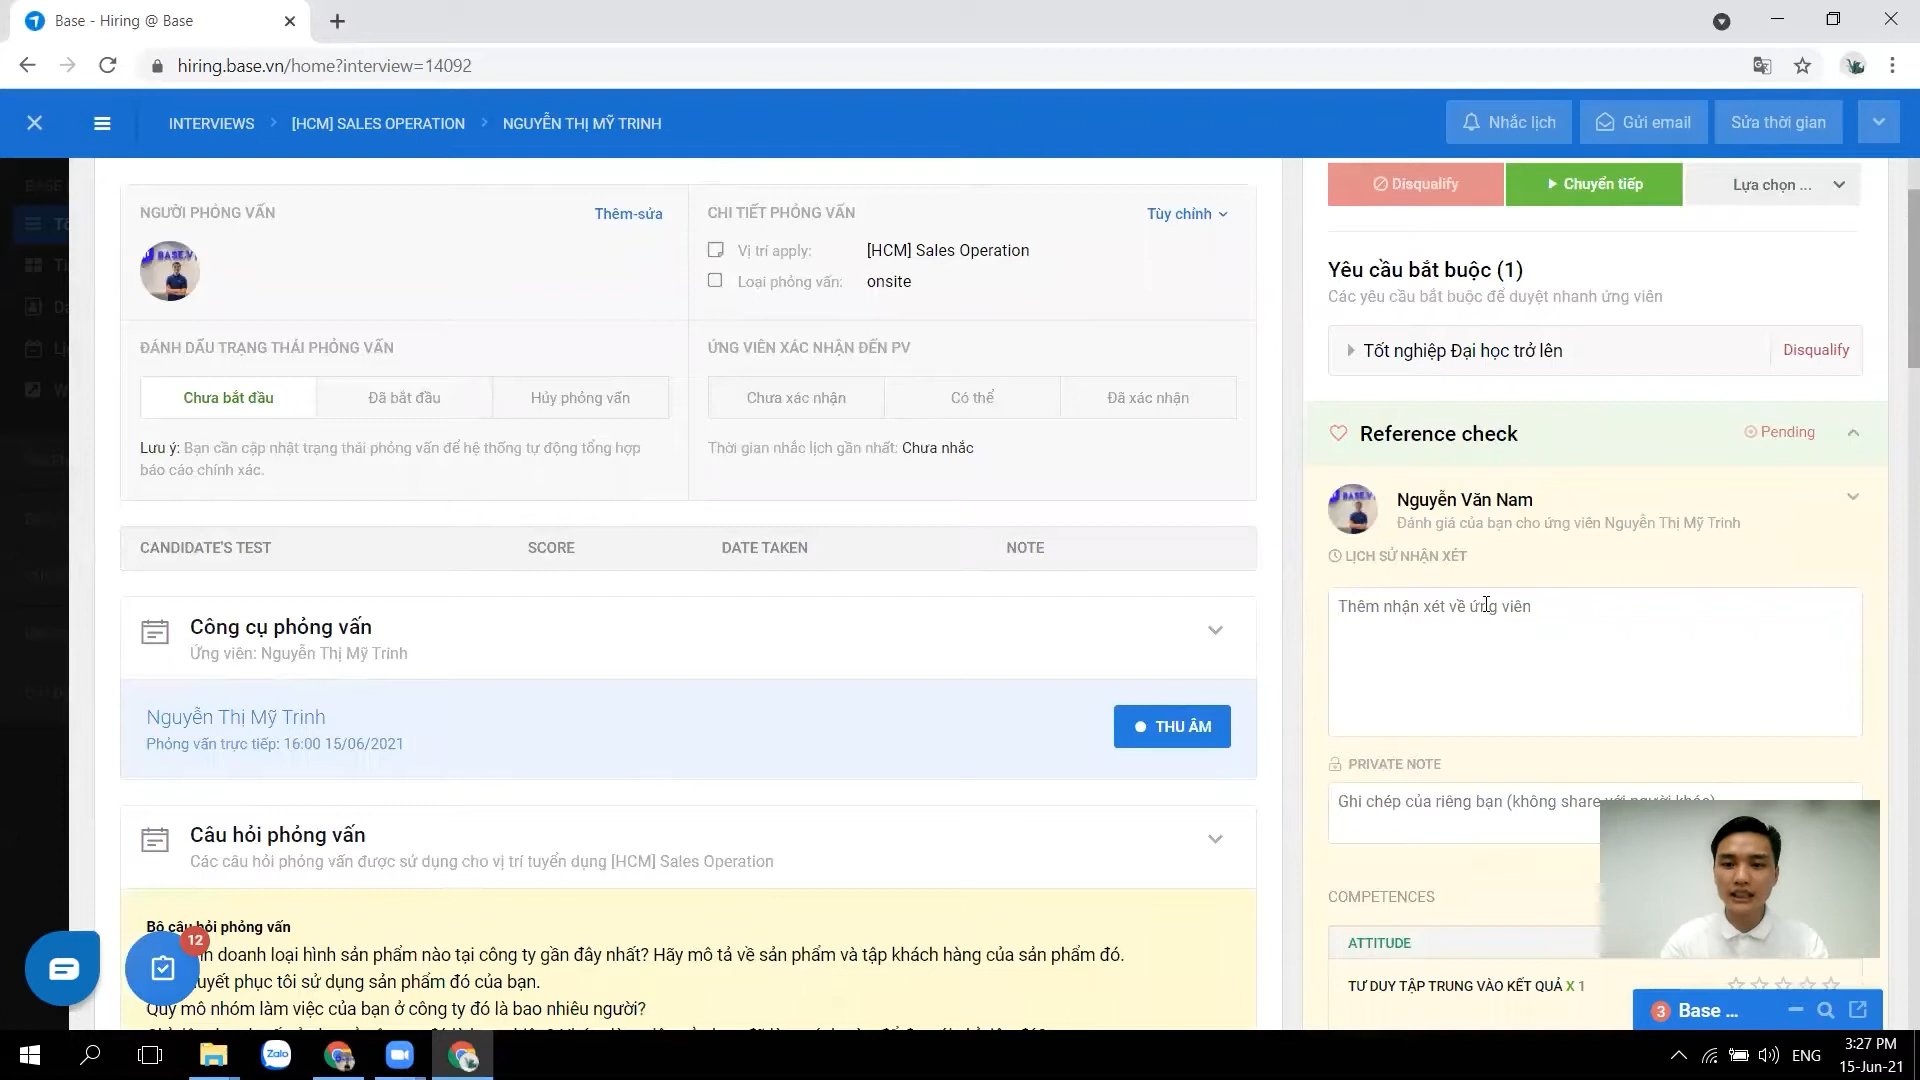 Base - Hiring @ Base
hiring.base.vn/home?interview=14092
INTERVIEWS
[HCM] SALES OPERATION
NGUYỄN THỊ MỸ TRINH
Nhắc lịch
Gửi email
Sửa thời gian
NGƯỜI PHỎNG VẤN
Thêm-sửa
CHI TIẾT PHỎNG VẤN
Tùy chỉnh
Vị trí apply:
[HCM] Sales Operation
Loại phỏng vấn:
onsite
ĐÁNH DẤU TRẠNG THÁI PHỎNG VẤN
Chưa bắt đầu
Đã bắt đầu
Hủy phỏng vấn
Lưu ý: Bạn cần cập nhật trạng thái phỏng vấn để hệ thống tự động tổng hợp
báo cáo chính xác.
ỨNG VIÊN XÁC NHẬN ĐẾN PV
Chưa xác nhận
Có thể
Đã xác nhận
Thời gian nhắc lịch gần nhất: Chưa nhắc
CANDIDATE'S TEST
SCORE
DATE TAKEN
NOTE
Công cụ phỏng vấn
Ứng viên: Nguyễn Thị Mỹ Trinh
Nguyễn Thị Mỹ Trinh
Phỏng vấn trực tiếp: 16:00 15/06/2021
THU ÂM
Câu hỏi phỏng vấn
Các câu hỏi phỏng vấn được sử dụng cho vị trí tuyển dụng [HCM] Sales Operation
Bộ câu hỏi phỏng vấn
doanh loại hình sản phẩm nào tại công ty gần đây nhất? Hãy mô tả về sản phẩm và tập khách hàng của sản phẩm đó.
phục tôi sử dụng sản phẩm đó của bạn.
Quy mô nhóm làm việc của bạn ở công ty đó là bao nhiêu người?
12
Disqualify
Chuyển tiếp
Lựa chọn ...
Yêu cầu bắt buộc (1)
Các yêu cầu bắt buộc để duyệt nhanh ứng viên
Tốt nghiệp Đại học trở lên
Disqualify
Reference check
Pending
Nguyễn Văn Nam
Đánh giá của bạn cho ứng viên Nguyễn Thị Mỹ Trinh
LỊCH SỬ NHẬN XÉT
Thêm nhận xét về ứng viên
PRIVATE NOTE
Ghi chép của riêng bạn (không share với người khác)
COMPETENCES
ATTITUDE
TƯ DUY TẬP TRUNG VÀO KẾT QUẢ X 1
3 Base ...
Zalo
ENG
3:27 PM
15-Jun-21